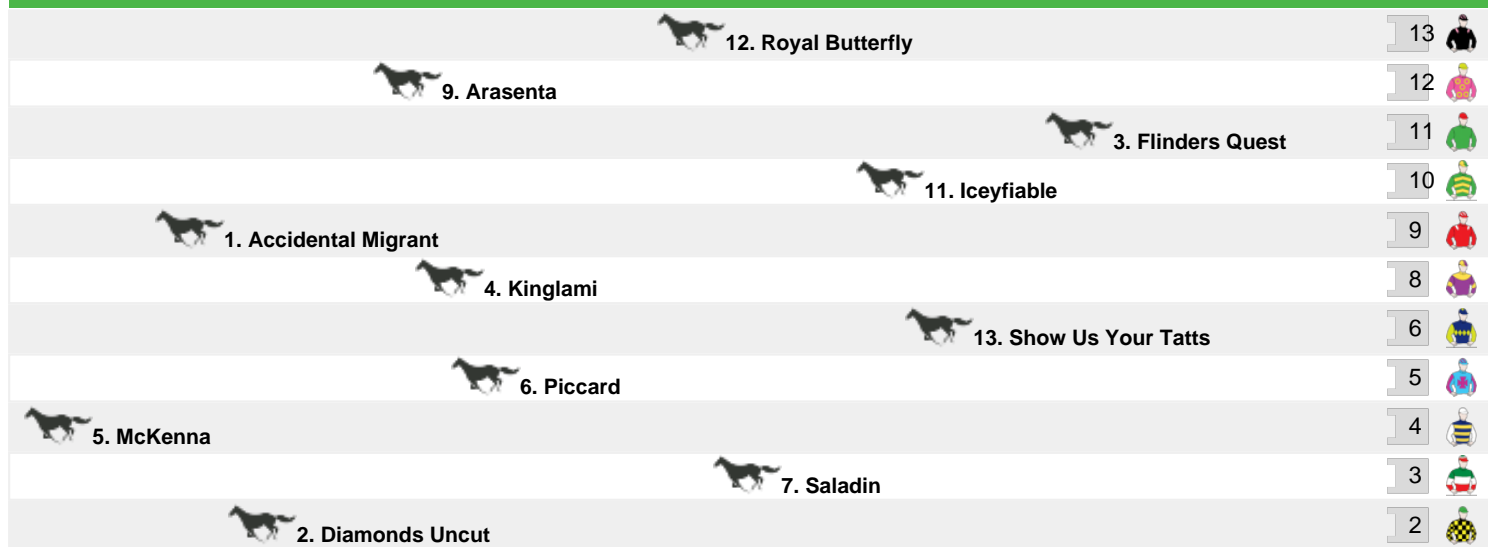 12. Royal Butterfly 13
9. Arasenta 12
3. Flinders Quest 11
11. Iceyfiable 10
1. Accidental Migrant 9
4. Kinglami 8
13. Show Us Your Tatts 6
6. Piccard 5
5. McKenna 4
7. Saladin 3
2. Diamonds Uncut 2